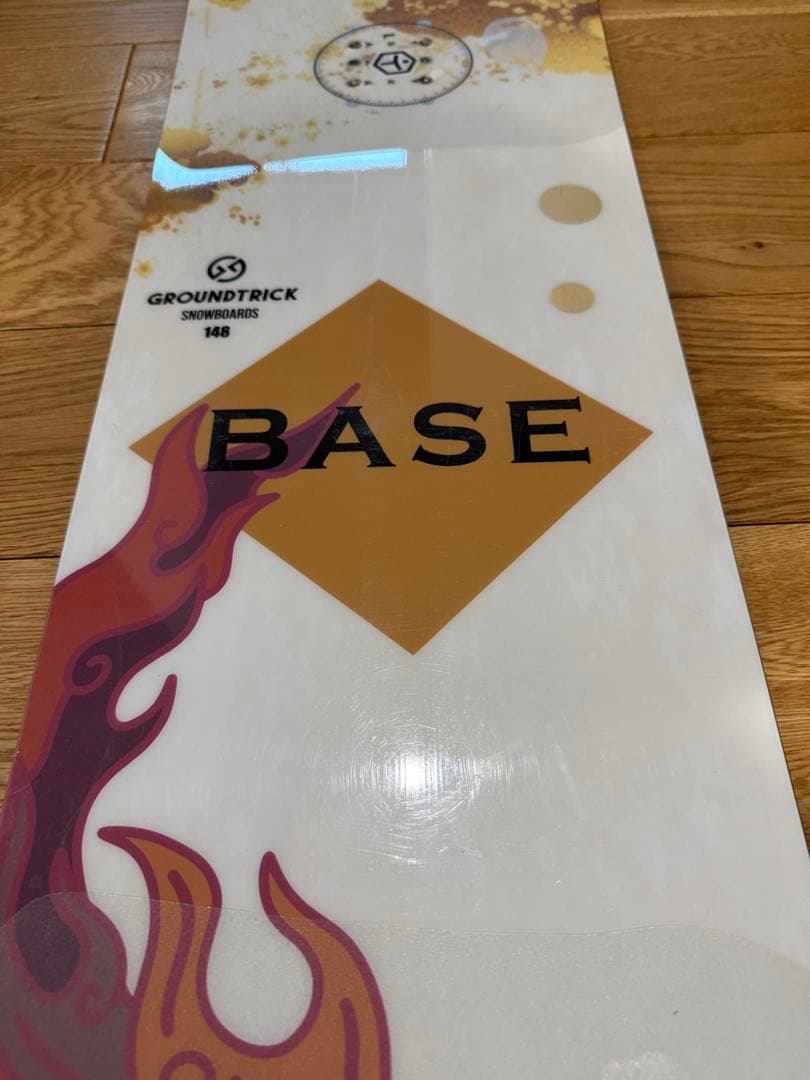 GROUNDTRICK
SNOWBOARDS
148
BASE